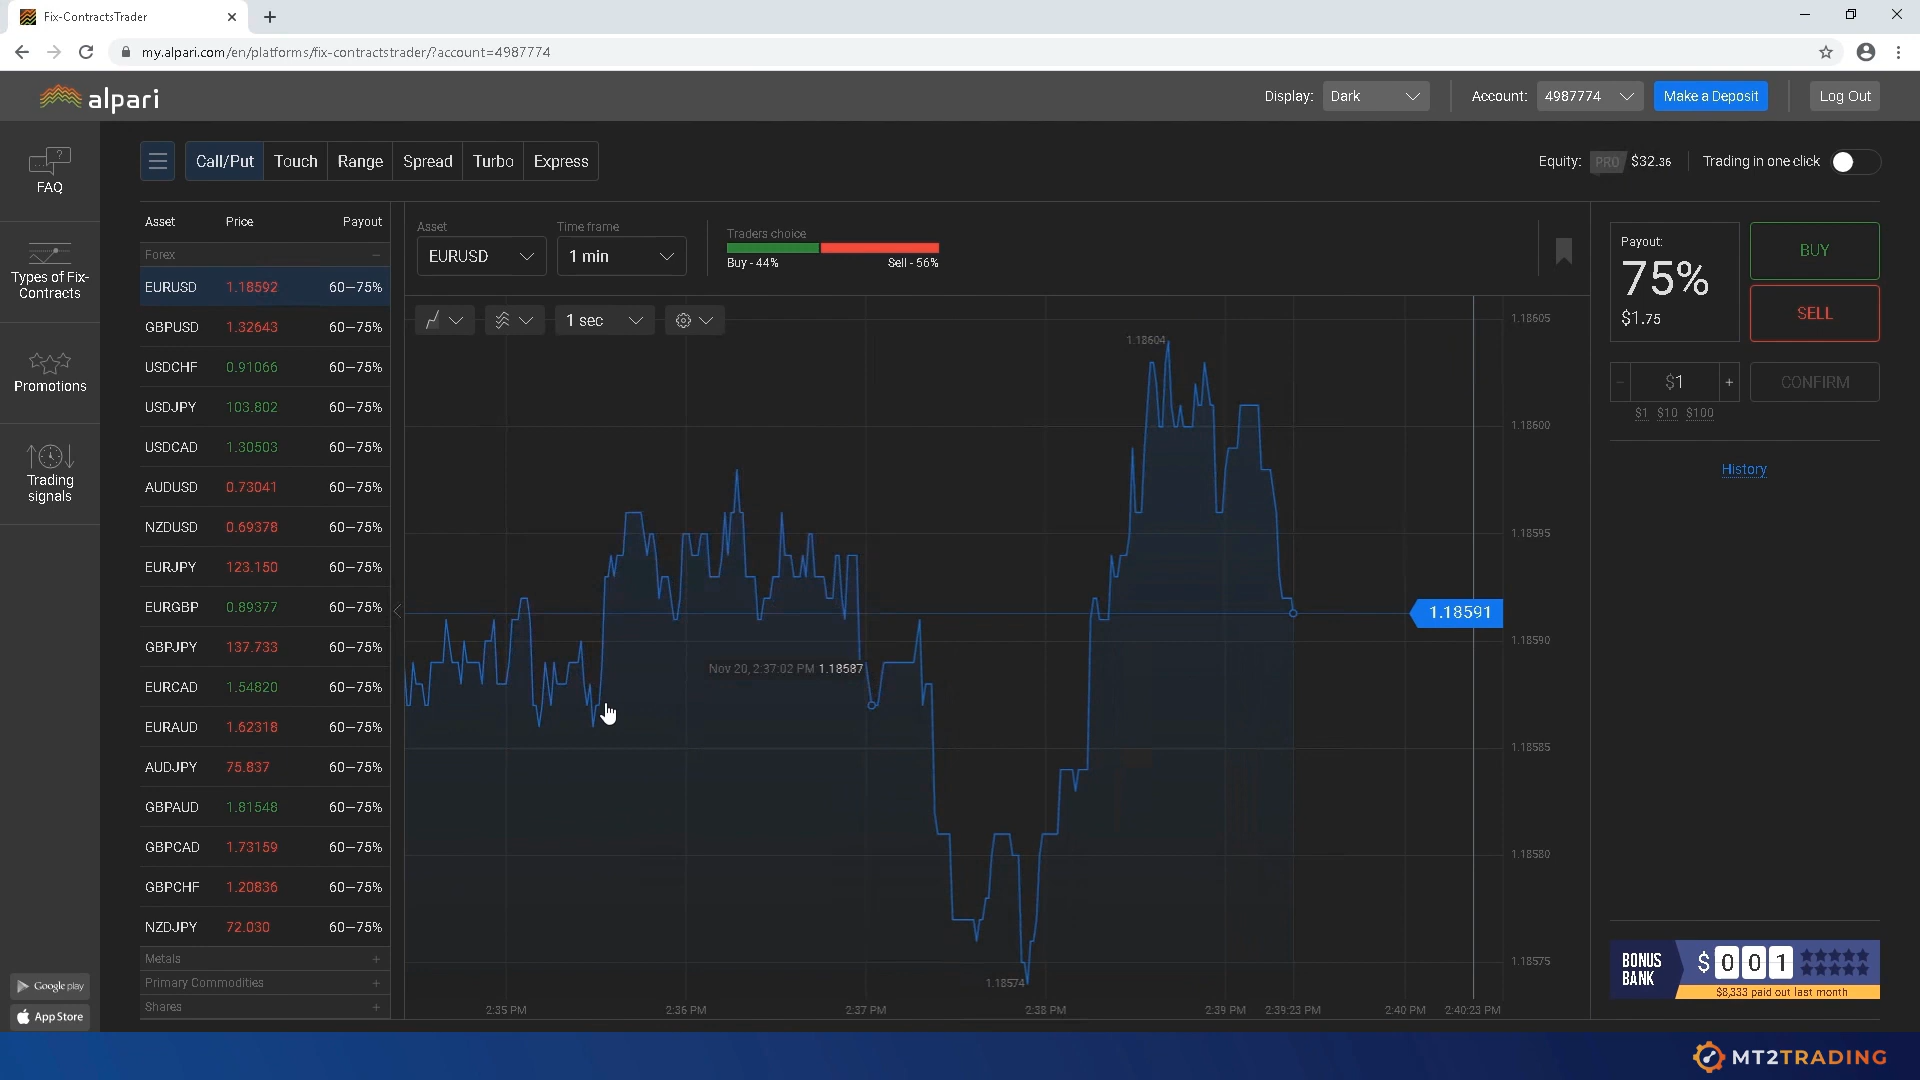 Fix-ContractsTrader
my.alpari.com/en/platforms/fix-contractstrader/?account=4987774
alpari
Display: Dark
Account: 4987774
Make a Deposit
Log Out
FAQ
Types of Fix-
Contracts
Promotions
Trading
signals
Google play
App Store
Call/Put Touch Range Spread Turbo Express
Equity: PRO $32.36
Trading in one click
Asset Price Payout
Forex
EURUSD 1.18592 60—75%
GBPUSD 1.32643 60—75%
USDCHF 0.91066 60—75%
USDJPY 103.802 60—75%
USDCAD 1.30503 60—75%
AUDUSD 0.73041 60—75%
NZDUSD 0.69378 60—75%
EURJPY 123.150 60—75%
EURGBP 0.89377 60—75%
GBPJPY 137.733 60—75%
EURCAD 1.54820 60—75%
EURAUD 1.62318 60—75%
AUDJPY 75.837 60—75%
GBPAUD 1.81548 60—75%
GBPCAD 1.73159 60—75%
GBPCHF 1.20836 60—75%
NZDJPY 72.030 60—75%
Metals
Primary Commodities
Shares
Asset Time frame
EURUSD 1 min
Traders choice
Buy - 44% Sell - 56%
1 sec
1.18604
Nov 20, 2:37:02 PM 1.18587
1.18574
1.18605
1.18600
1.18595
1.18591
1.18590
1.18585
1.18580
1.18575
2:35 PM 2:36 PM 2:37 PM 2:38 PM 2:39 PM 2:39:23 PM 2:40 PM 2:40:23 PM
Payout:
75%
$1.75
BUY
SELL
- $1 +
CONFIRM
$1 $10 $100
History
BONUS
BANK
$ 0 0 1
$8,333 paid out last month
MT2TRADING